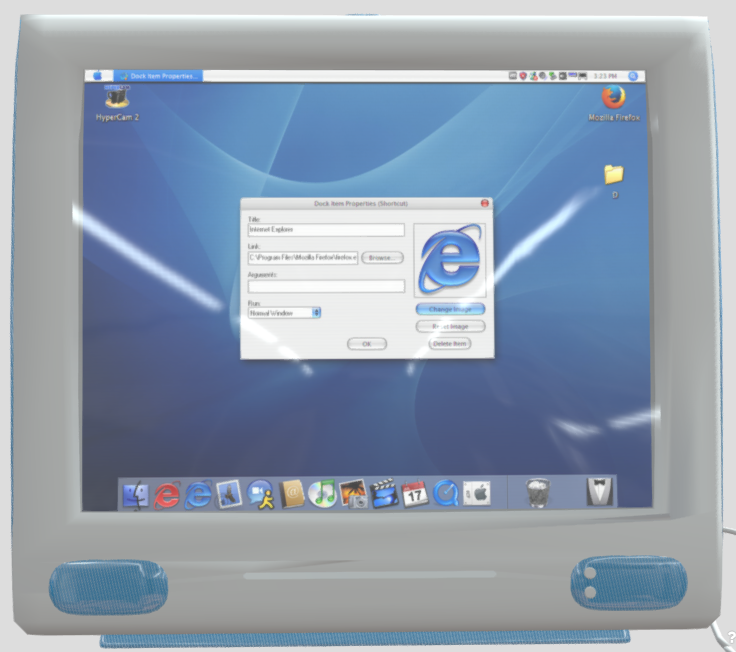 Dock Item Properties...
3:23 PM
HyperCam 2
Mozilla Firefox
D
Dock Item Properties (Shortcut)
Title:
Internet Explorer
Link:
C:\Program Files\Mozilla Firefox\firefox.e
Browse...
Arguments:
Run:
Normal Window
Change Image
Reset Image
OK
Delete Item
JUL
17
?